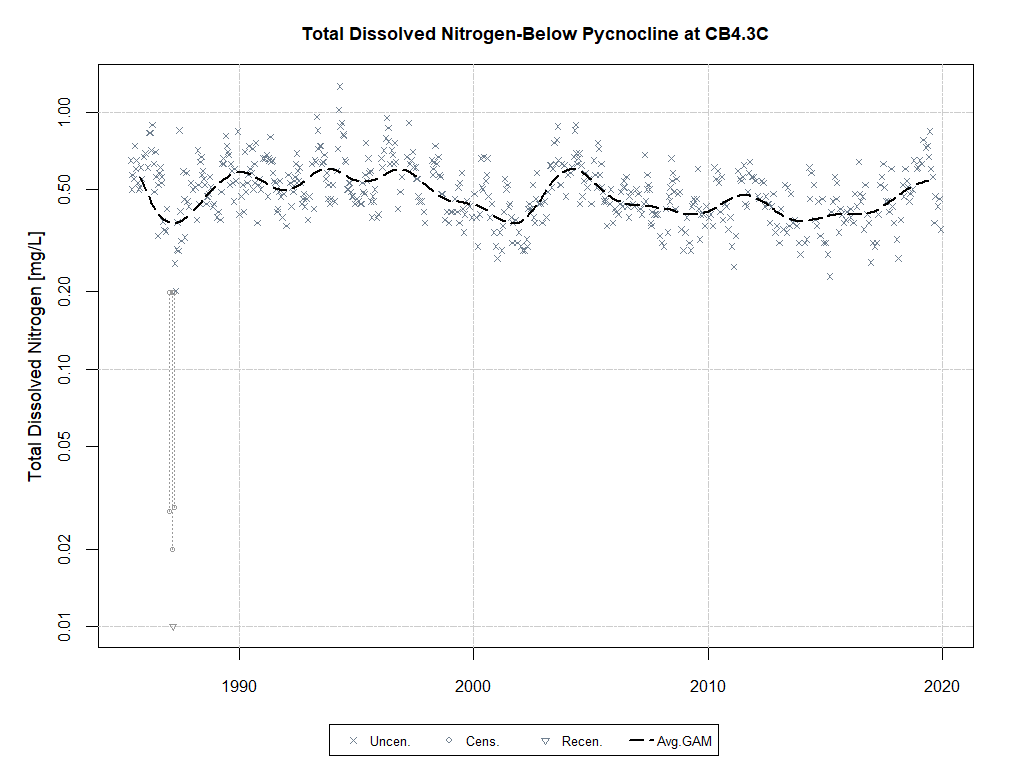 Total Dissolved Nitrogen-Below Pycnocline at CB4.3C
Total Dissolved Nitrogen [mg/L]
1.00
0.50
0.20
0.10
0.05
0.02
0.01
1990 2000 2010 2020
Uncen. Cens. Recen. Avg.GAM